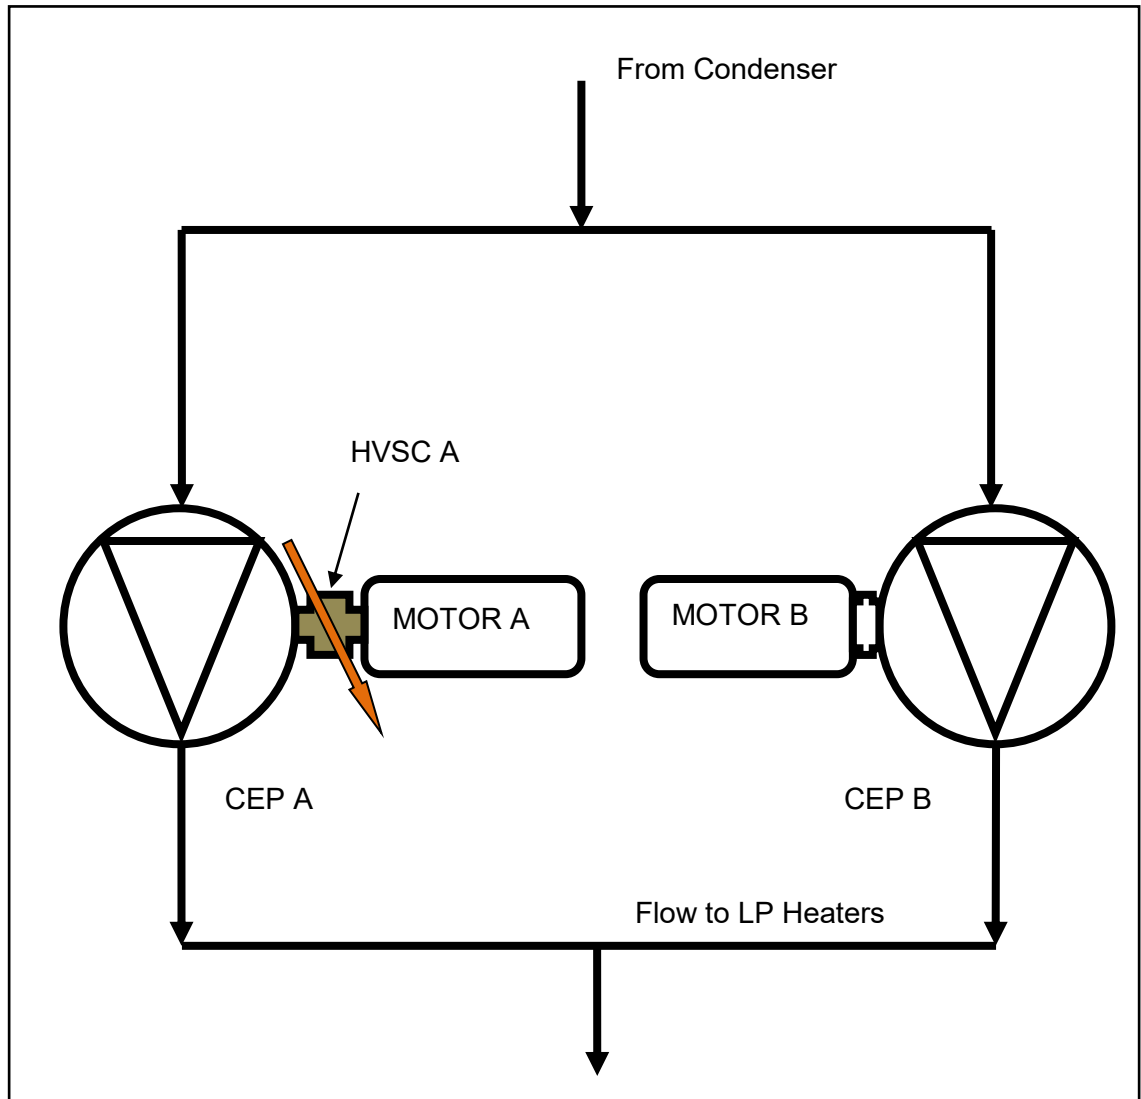 From Condenser
HVSC A
MOTOR A
MOTOR B
CEP A
CEP B
Flow to LP Heaters